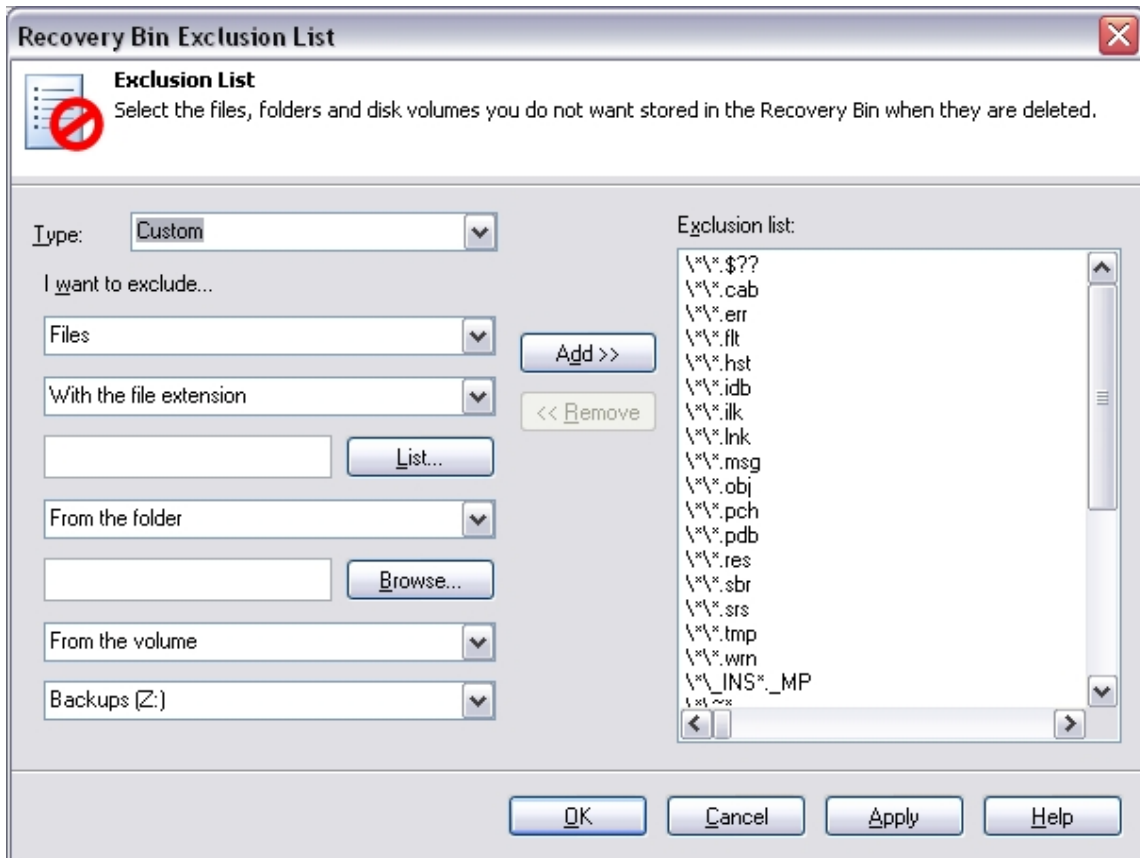 Recovery Bin Exclusion List
Exclusion List
Select the files, folders and disk volumes you do not want stored in the Recovery Bin when they are deleted.
Type: Custom
I want to exclude...
Files
With the file extension
List...
From the folder
Browse...
From the volume
Backups (Z:)
Add >>
<< Remove
Exclusion list:
\*\*.$??
\*\*.cab
\*\*.err
\*\*.flt
\*\*.hst
\*\*.idb
\*\*.ilk
\*\*.lnk
\*\*.msg
\*\*.obj
\*\*.pch
\*\*.pdb
\*\*.res
\*\*.sbr
\*\*.srs
\*\*.tmp
\*\*.wrn
\*\_INS*._MP
\*\~*
OK Cancel Apply Help